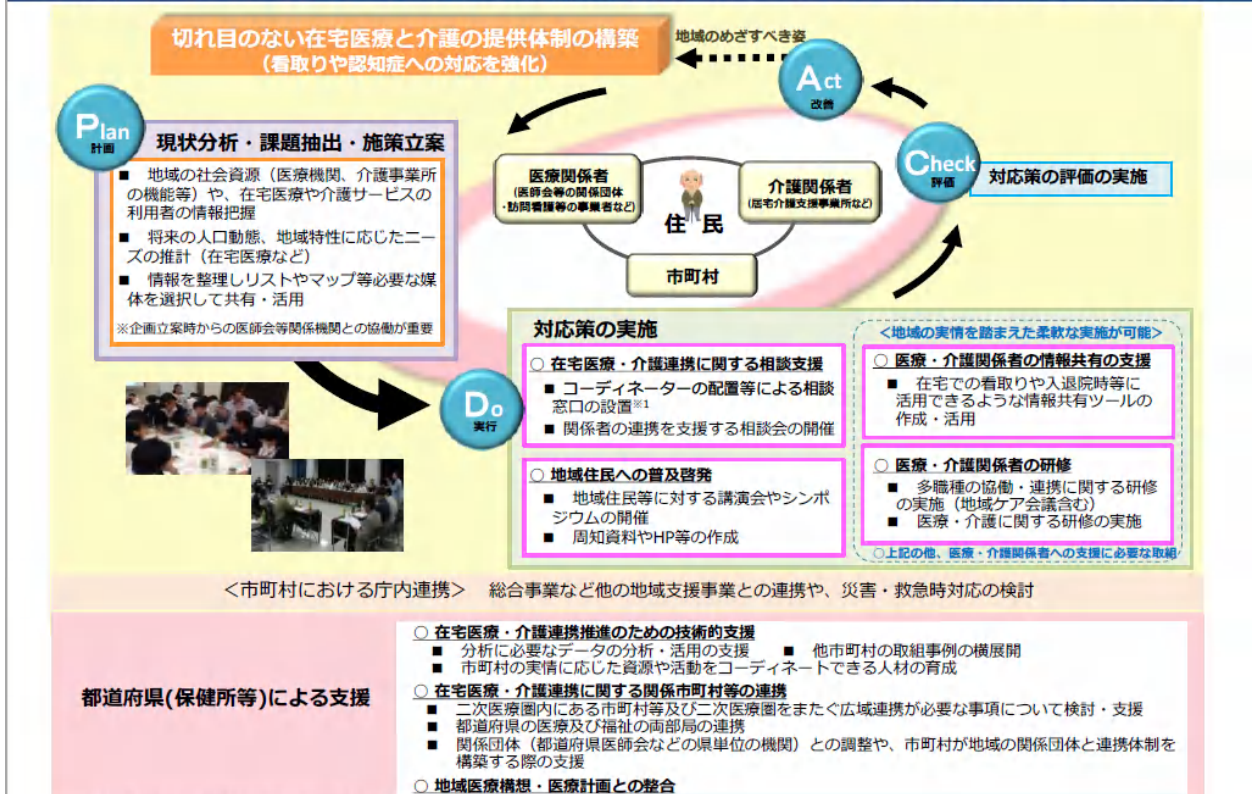 切れ目のない在宅医療と介護の提供体制の構築
（看取りや認知症への対応を強化）
地域のめざすべき姿
Act
改善
Plan
計画
現状分析・課題抽出・施策立案
■ 地域の社会資源（医療機関、介護事業所
の機能等）や、在宅医療や介護サービスの
利用者の情報把握
■ 将来の人口動態、地域特性に応じたニー
ズの推計（在宅医療など）
■ 情報を整理しリストやマップ等必要な媒
体を選択して共有・活用
※企画立案時からの医師会等関係機関との協働が重要
医療関係者
（医師会等の関係団体
・訪問看護等の事業者など）
介護関係者
（居宅介護支援事業所など）
住民
市町村
Check
評価
対応策の評価の実施
Do
実行
対応策の実施
○ 在宅医療・介護連携に関する相談支援
■ コーディネーターの配置等による相談
窓口の設置※1
■ 関係者の連携を支援する相談会の開催
○ 地域住民への普及啓発
■ 地域住民等に対する講演会やシンポ
ジウムの開催
■ 周知資料やHP等の作成
＜地域の実情を踏まえた柔軟な実施が可能＞
○ 医療・介護関係者の情報共有の支援
■ 在宅での看取りや入退院時等に
活用できるような情報共有ツールの
作成・活用
○ 医療・介護関係者の研修
■ 多職種の協働・連携に関する研修
の実施（地域ケア会議含む）
■ 医療・介護に関する研修の実施
○上記の他、医療・介護関係者への支援に必要な取組
＜市町村における庁内連携＞ 総合事業など他の地域支援事業との連携や、災害・救急時対応の検討
都道府県(保健所等)による支援
○ 在宅医療・介護連携推進のための技術的支援
■ 分析に必要なデータの分析・活用の支援 ■ 他市町村の取組事例の横展開
■ 市町村の実情に応じた資源や活動をコーディネートできる人材の育成
○ 在宅医療・介護連携に関する関係市町村等の連携
■ 二次医療圏内にある市町村等及び二次医療圏をまたぐ広域連携が必要な事項について検討・支援
■ 都道府県の医療及び福祉の両部局の連携
■ 関係団体（都道府県医師会などの県単位の機関）との調整や、市町村が地域の関係団体と連携体制を
構築する際の支援
○ 地域医療構想・医療計画との整合